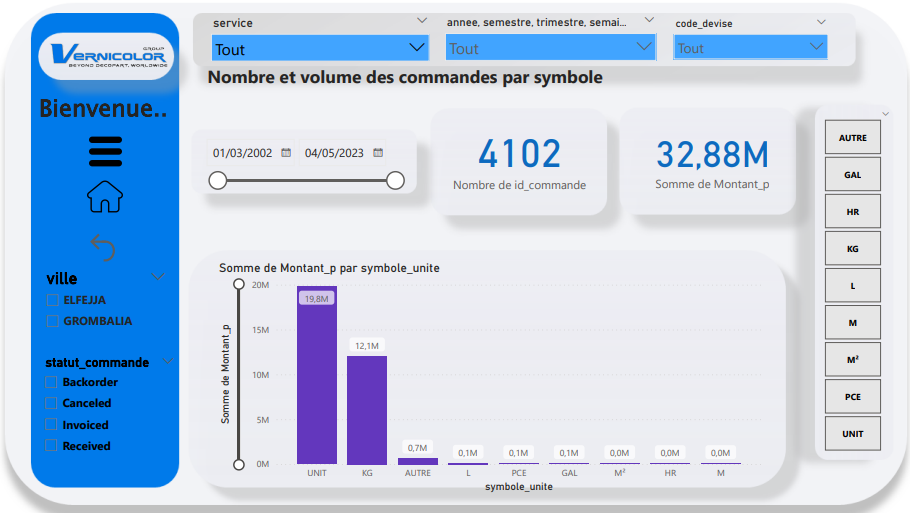 GROUP
VERNICOLOR
BEYOND DECOPART, WORLDWIDE
Bienvenue..
ville
ELFEJJA
GROMBALIA
statut_commande
Backorder
Canceled
Invoiced
Received
service
Tout
annee, semestre, trimestre, semai...
Tout
code_devise
Tout
Nombre et volume des commandes par symbole
01/03/2002
04/05/2023
4102
Nombre de id_commande
32,88M
Somme de Montant_p
Somme de Montant_p par symbole_unite
Somme de Montant_p
20M
15M
10M
5M
0M
19,8M
12,1M
0,7M
0,1M
0,1M
0,1M
0,0M
0,0M
0,0M
UNIT
KG
AUTRE
L
PCE
GAL
M²
HR
M
symbole_unite
AUTRE
GAL
HR
KG
L
M
M²
PCE
UNIT